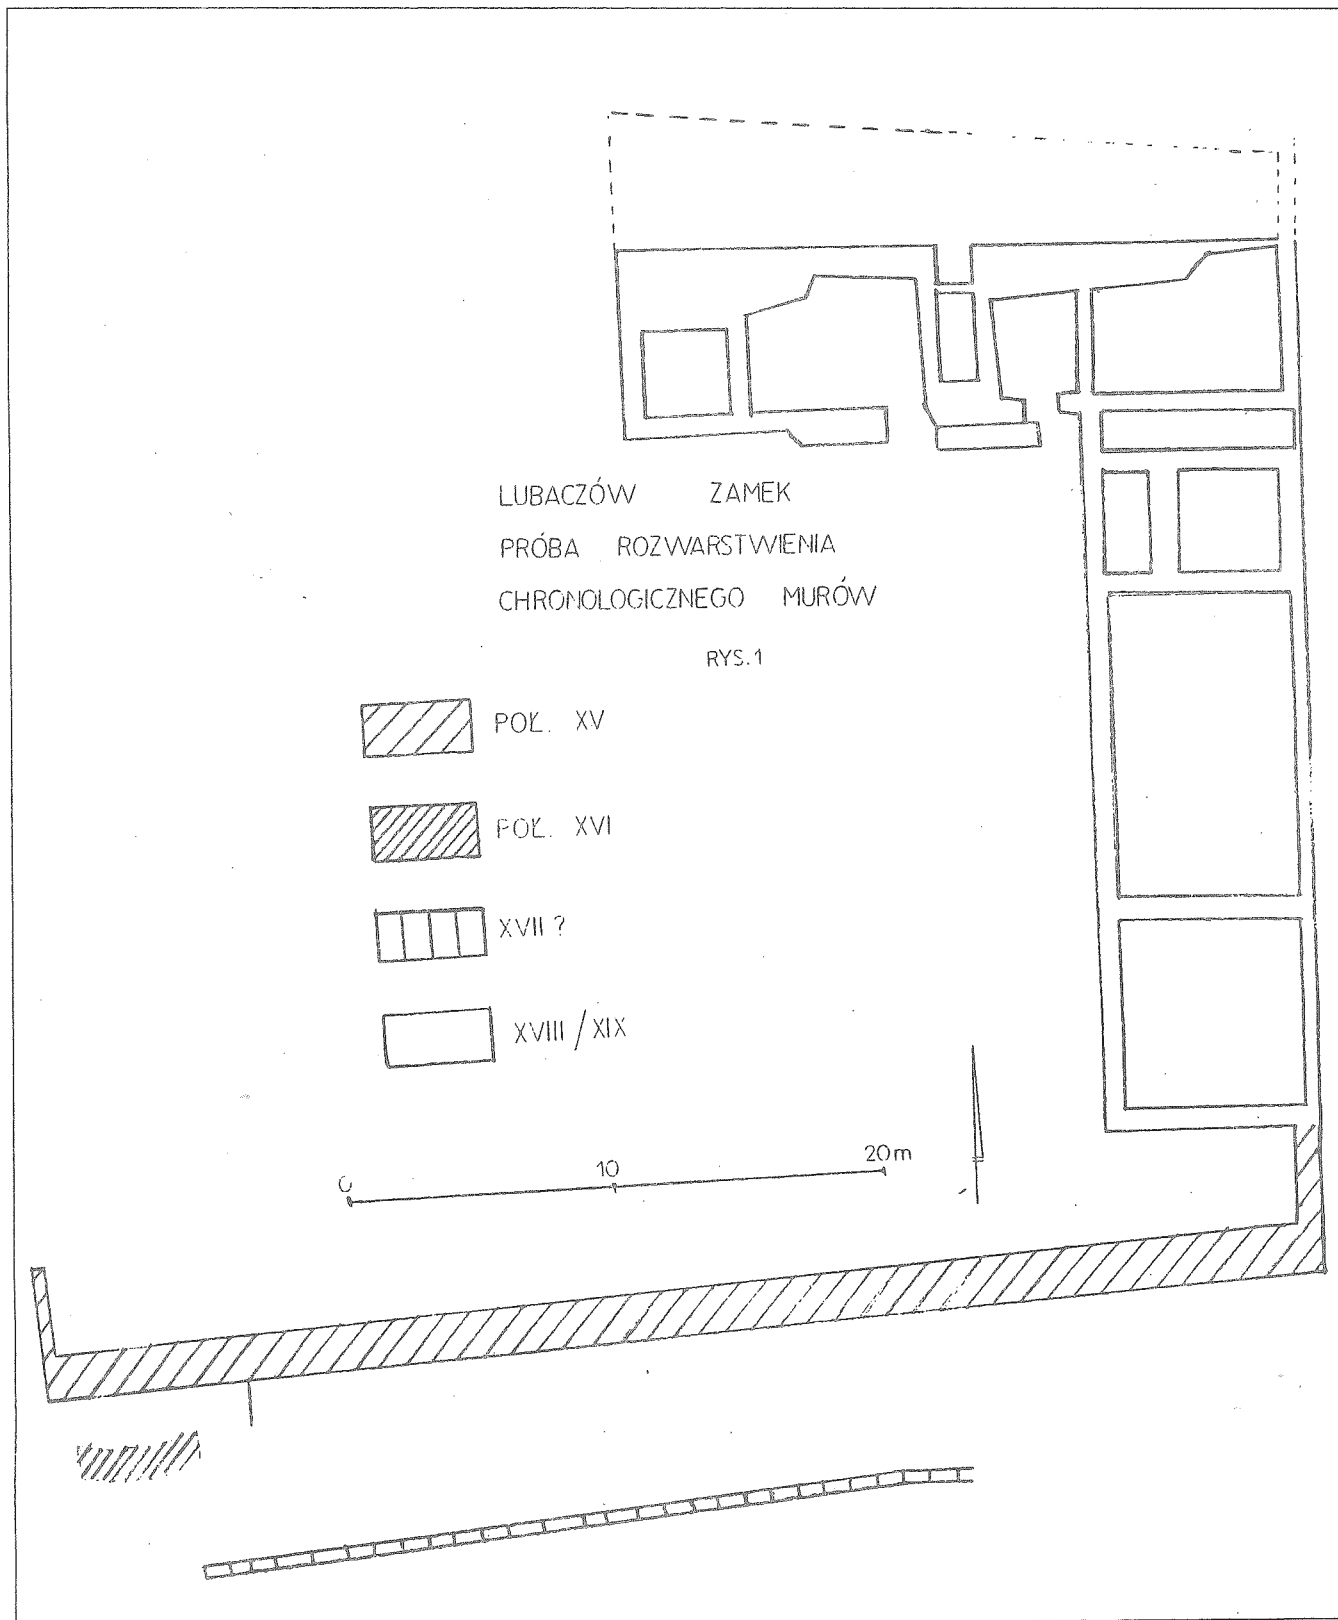 LUBACZÓW ZAMEK
PRÓBA ROZWARSTWIENIA
CHRONOLOGICZNEGO MURÓW
RYS.1
POŁ. XV
POŁ. XVI
XVII ?
XVIII / XIX
0 10 20m